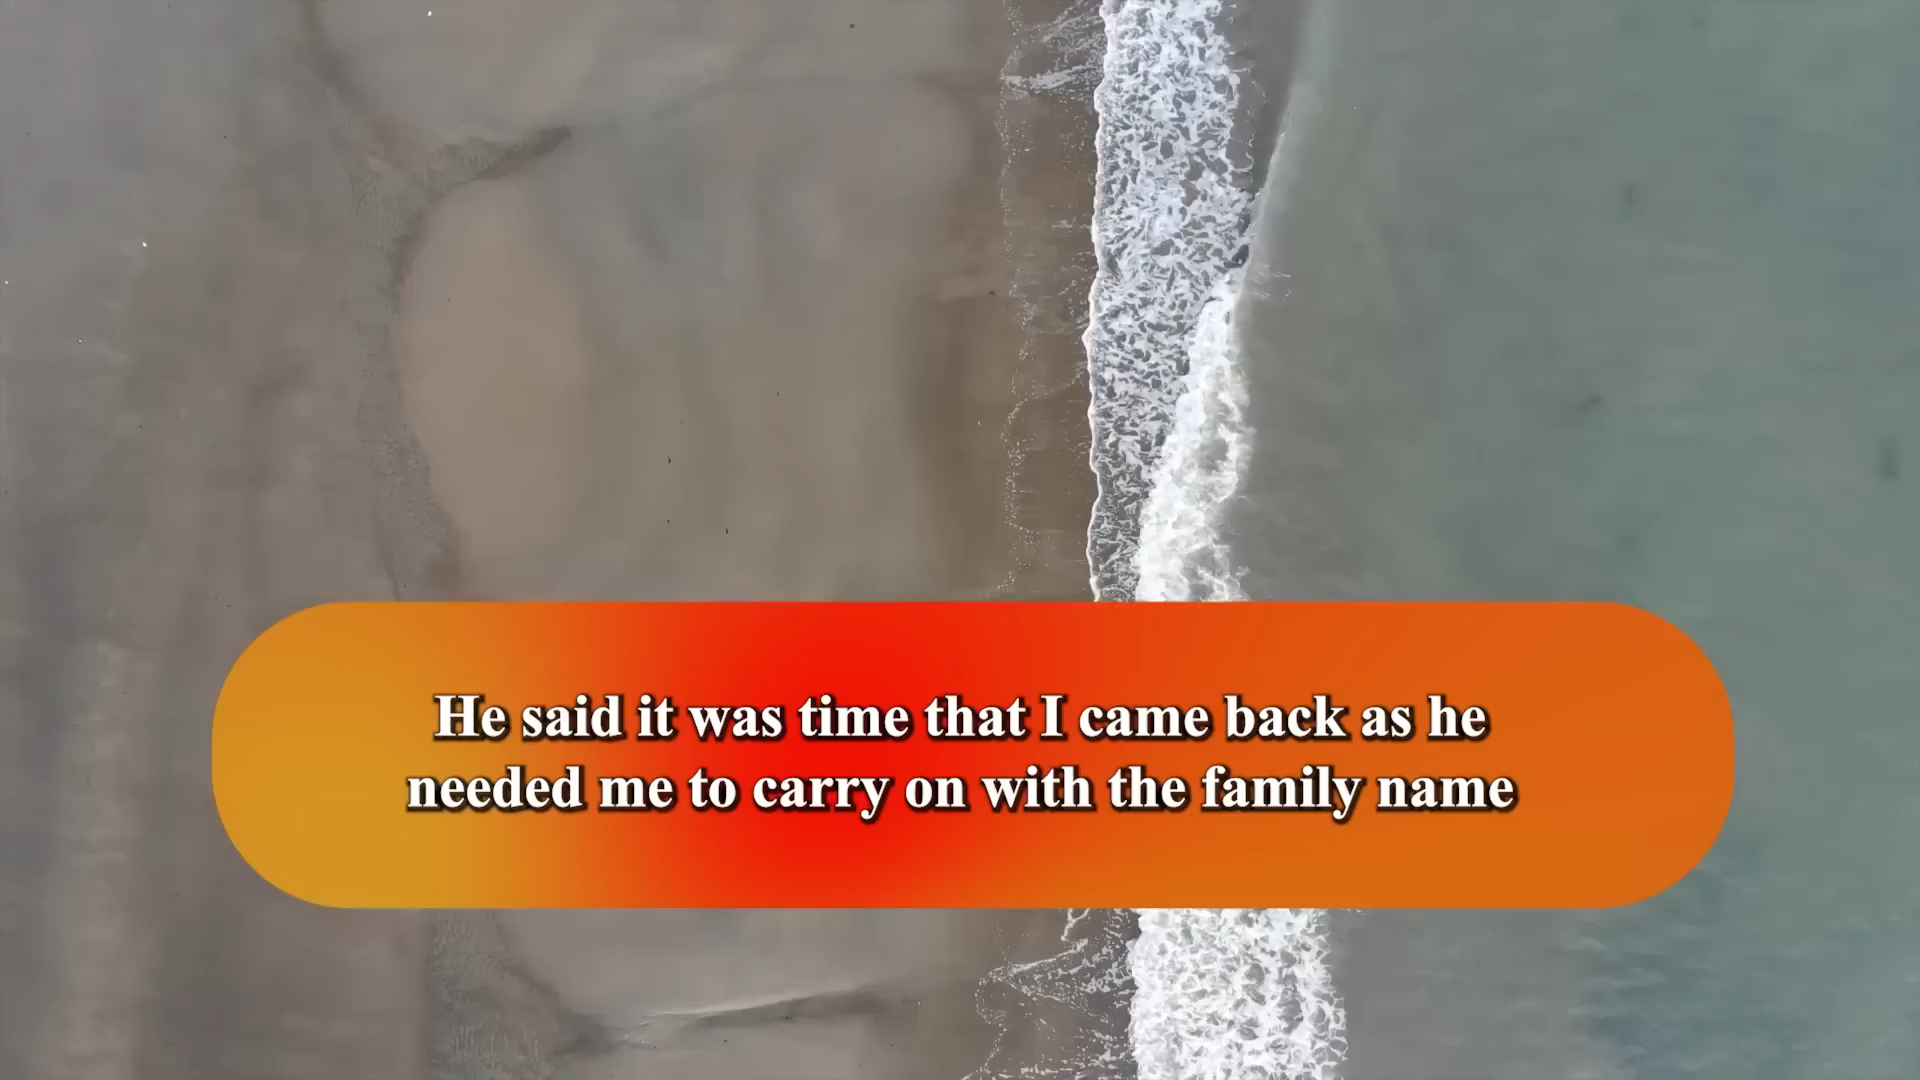 He said it was time that I came back as he
needed me to carry on with the family name